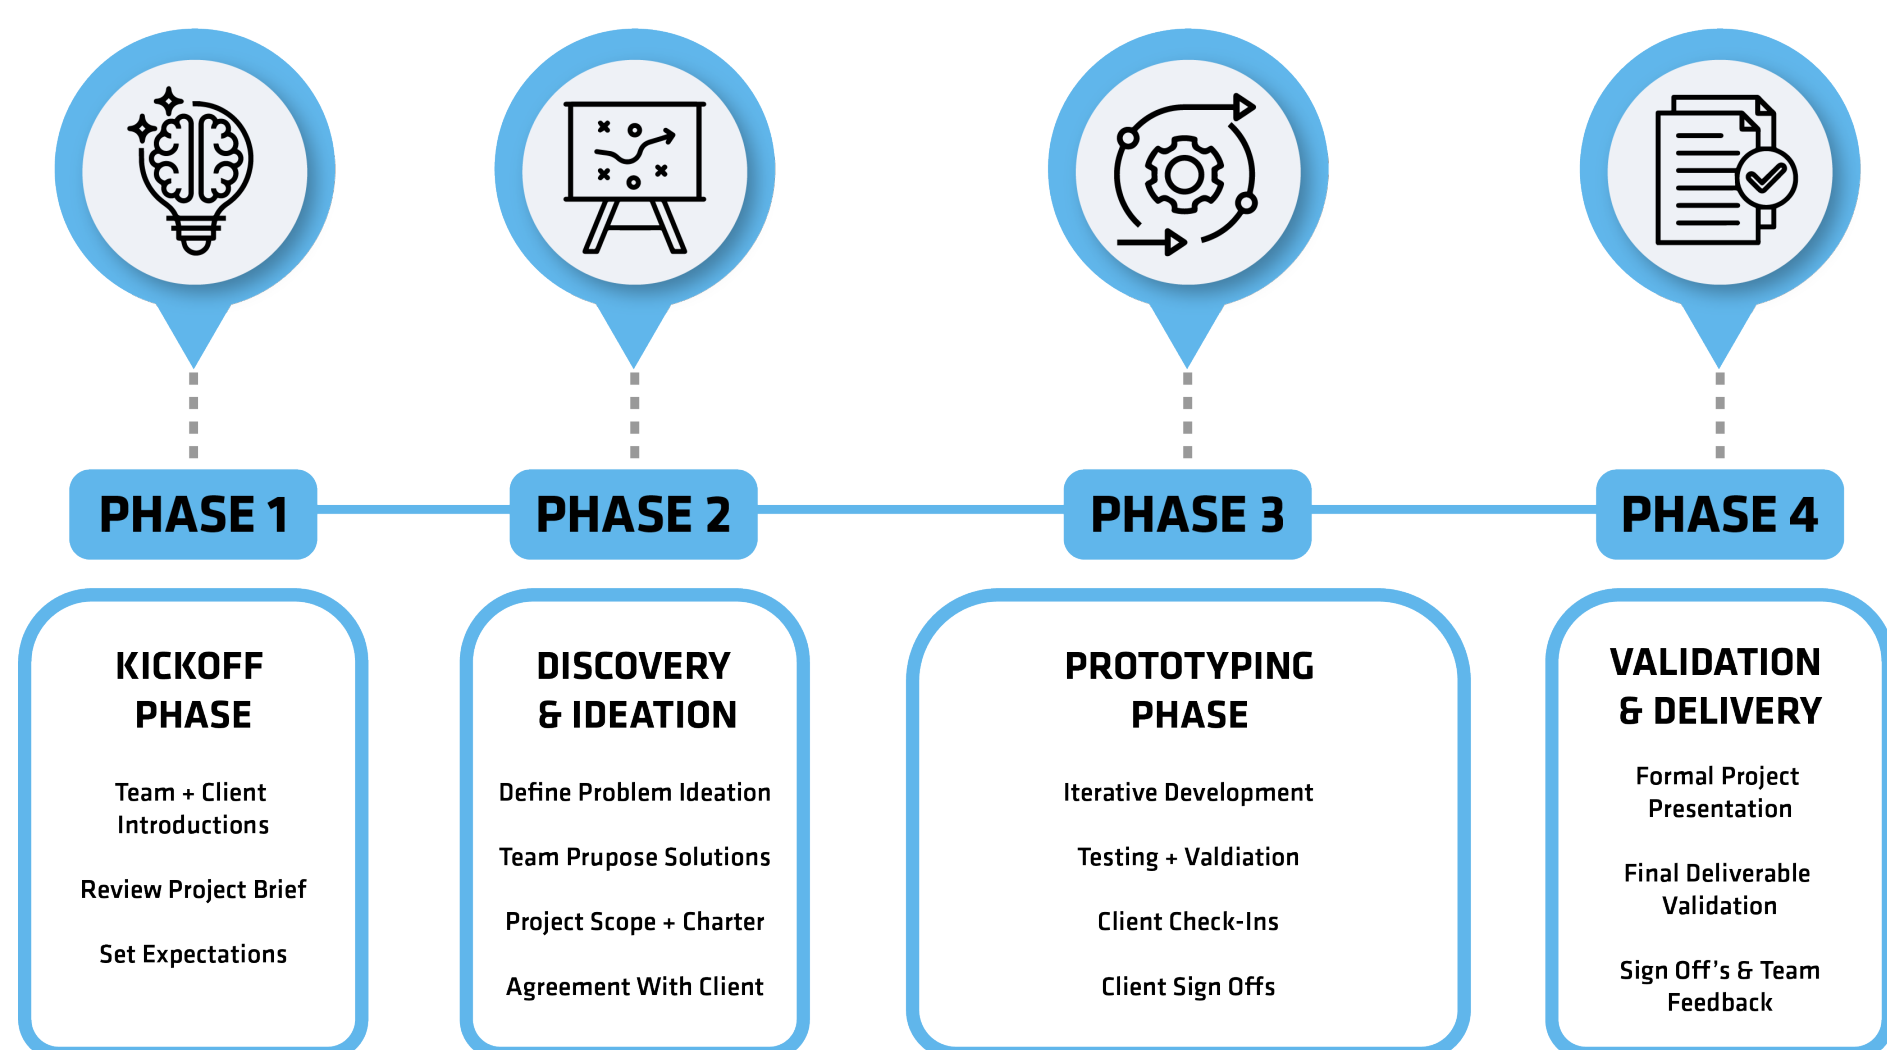 PHASE 1
PHASE 2
PHASE 3
PHASE 4
KICKOFF
PHASE
Team + Client
Introductions
Review Project Brief
Set Expectations
DISCOVERY
& IDEATION
Define Problem Ideation
Team Prupose Solutions
Project Scope + Charter
Agreement With Client
PROTOTYPING
PHASE
Iterative Development
Testing + Valdiation
Client Check-Ins
Client Sign Offs
VALIDATION
& DELIVERY
Formal Project
Presentation
Final Deliverable
Validation
Sign Off's & Team
Feedback